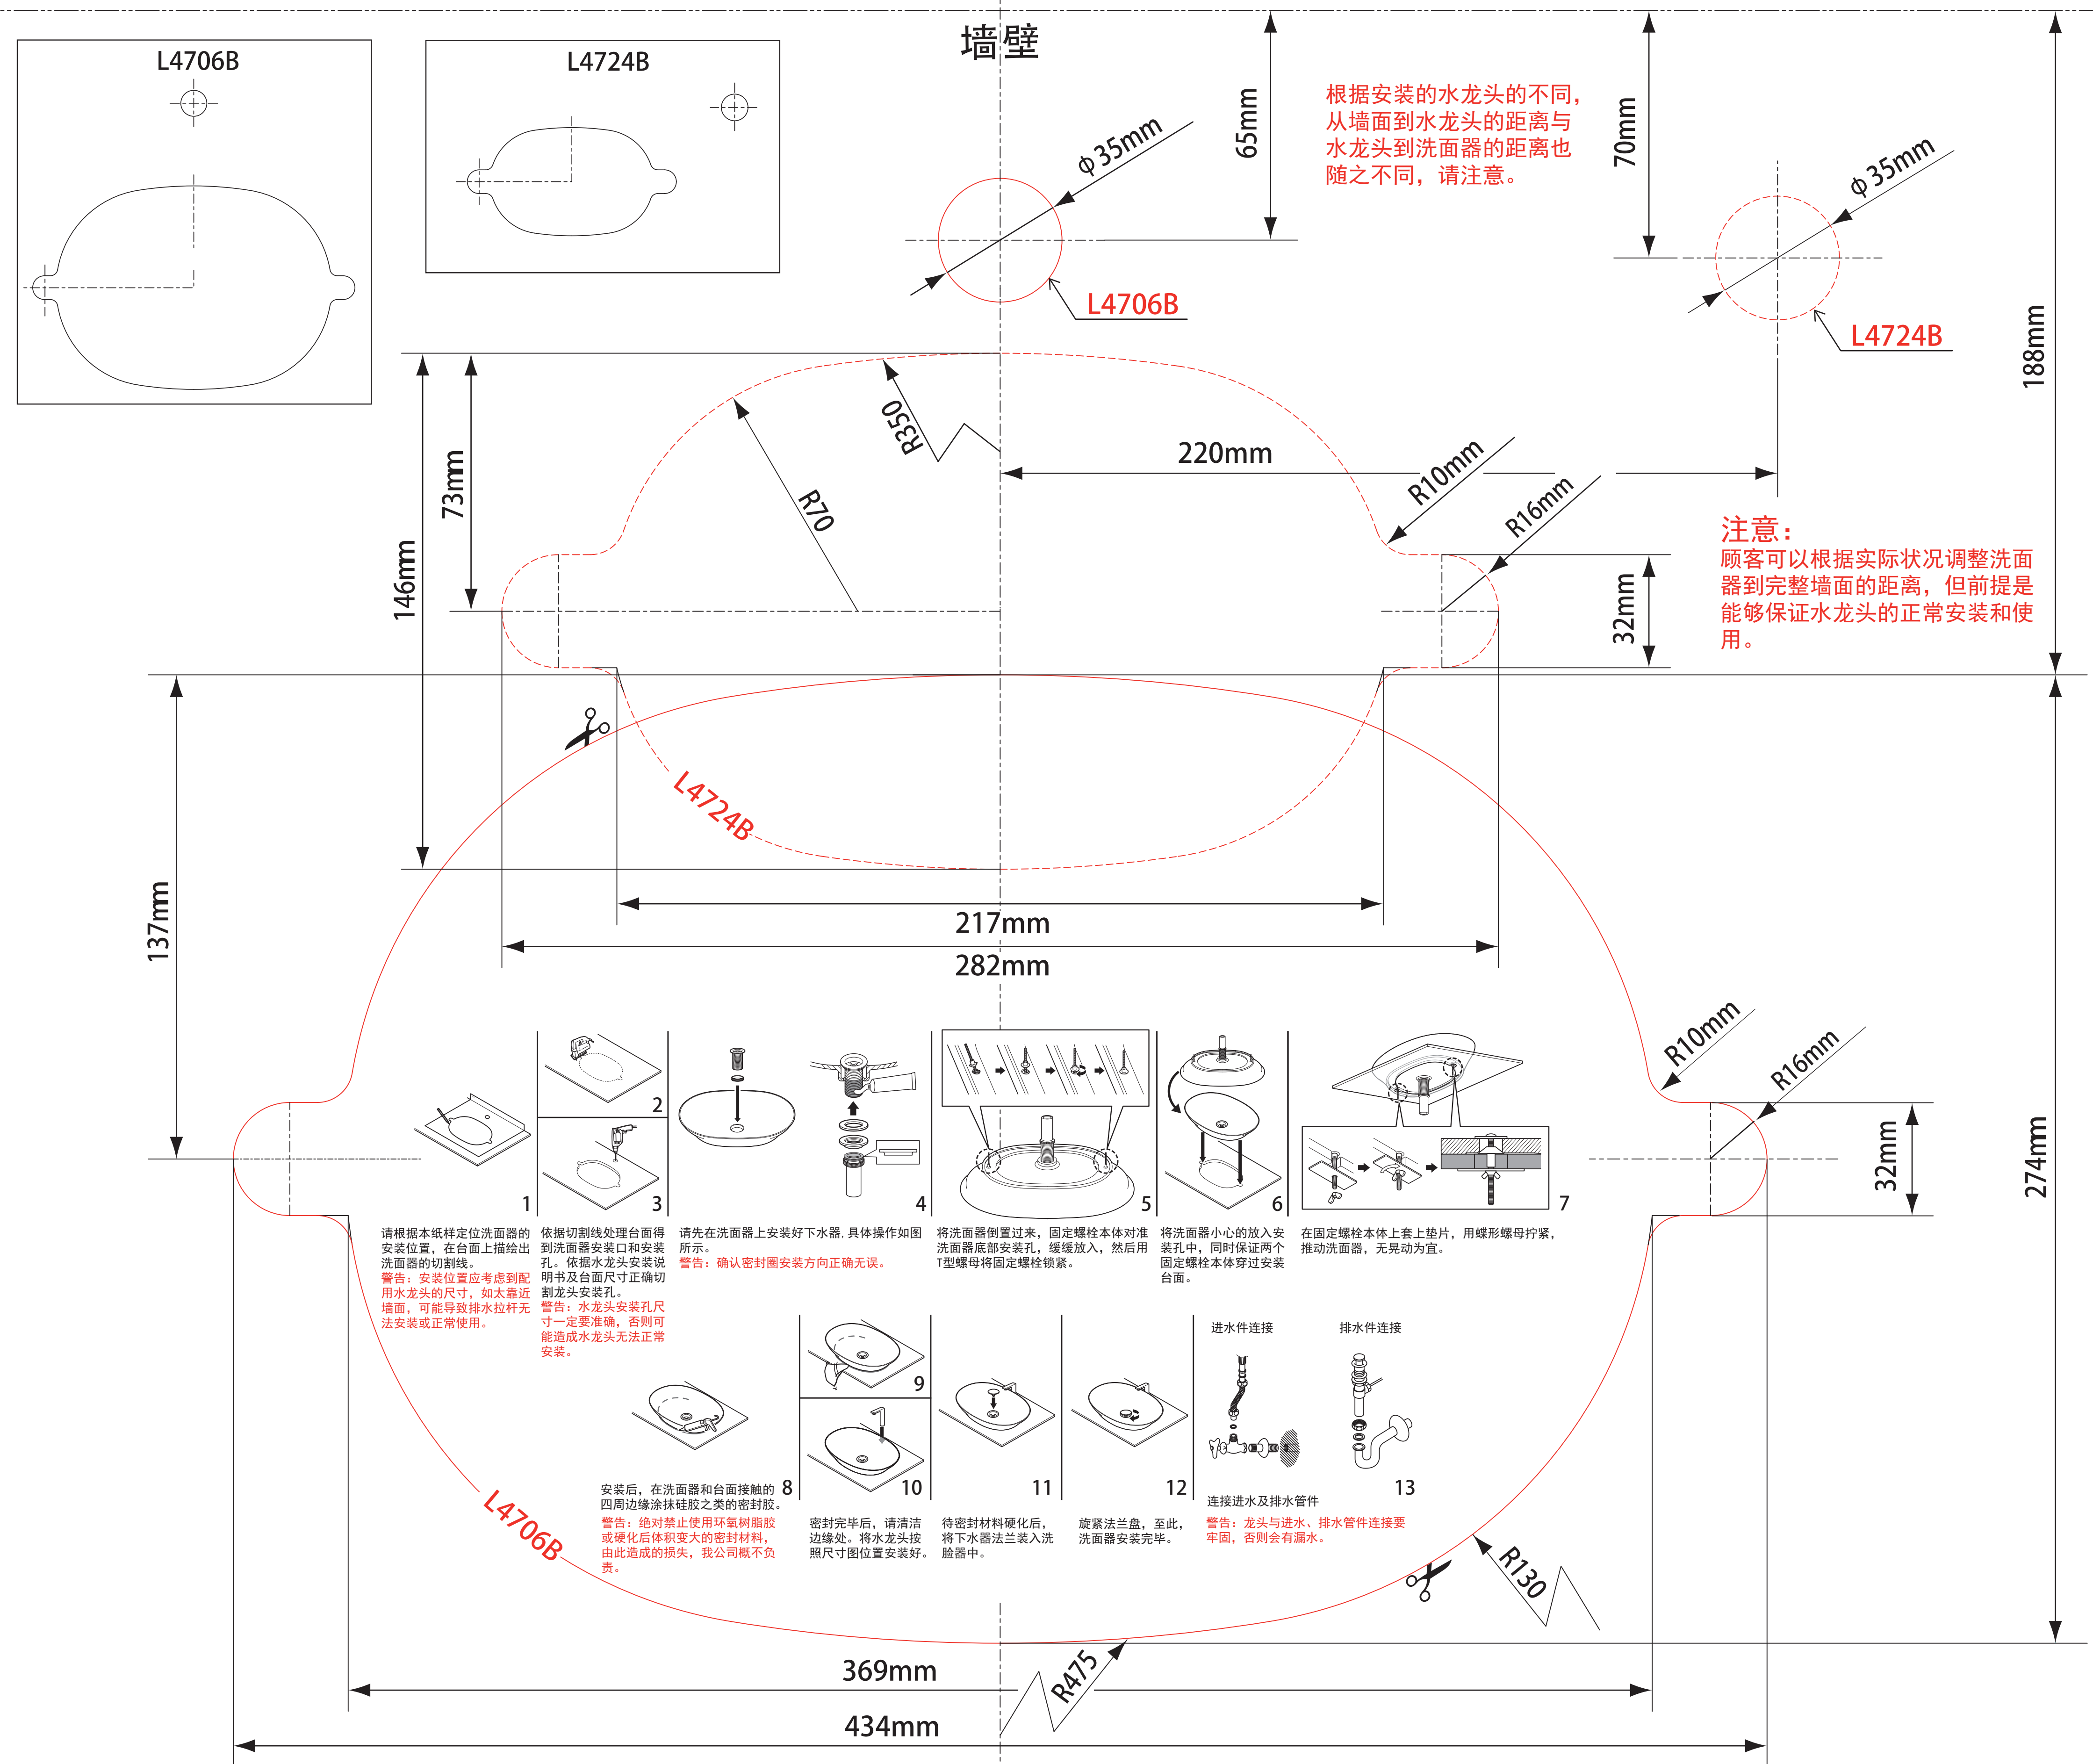 墙壁
L4706B
L4724B
65mm
φ35mm
L4706B
根据安装的水龙头的不同，
从墙面到水龙头的距离与
水龙头到洗面器的距离也
随之不同，请注意。
70mm
φ35mm
L4724B
188mm
73mm
146mm
R350
R70
220mm
R10mm
R16mm
32mm
注意：
顾客可以根据实际状况调整洗面
器到完整墙面的距离，但前提是
能够保证水龙头的正常安装和使
用。
L4724B
137mm
217mm
282mm
R10mm
R16mm
32mm
274mm
1
请根据本纸样定位洗面器的
安装位置，在台面上描绘出
洗面器的切割线。
警告：安装位置应考虑到配
用水龙头的尺寸，如太靠近
墙面，可能导致排水拉杆无
法安装或正常使用。
2
3
依据切割线处理台面得
到洗面器安装口和安装
孔。依据水龙头安装说
明书及台面尺寸正确切
割龙头安装孔。
警告：水龙头安装孔尺
寸一定要准确，否则可
能造成水龙头无法正常
安装。
4
请先在洗面器上安装好下水器,具体操作如图
所示。
警告：确认密封圈安装方向正确无误。
5
将洗面器倒置过来，固定螺栓本体对准
洗面器底部安装孔，缓缓放入，然后用
T型螺母将固定螺栓锁紧。
6
将洗面器小心的放入安
装孔中，同时保证两个
固定螺栓本体穿过安装
台面。
7
在固定螺栓本体上套上垫片，用蝶形螺母拧紧，
推动洗面器，无晃动为宜。
8
安装后，在洗面器和台面接触的
四周边缘涂抹硅胶之类的密封胶。
警告：绝对禁止使用环氧树脂胶
或硬化后体积变大的密封材料，
由此造成的损失，我公司概不负
责。
9
10
密封完毕后，请清洁
边缘处。将水龙头按
照尺寸图位置安装好。
11
待密封材料硬化后，
将下水器法兰装入洗
脸器中。
12
旋紧法兰盘，至此，
洗面器安装完毕。
进水件连接
排水件连接
13
连接进水及排水管件
警告：龙头与进水、排水管件连接要
牢固，否则会有漏水。
L4706B
R130
R475
369mm
434mm